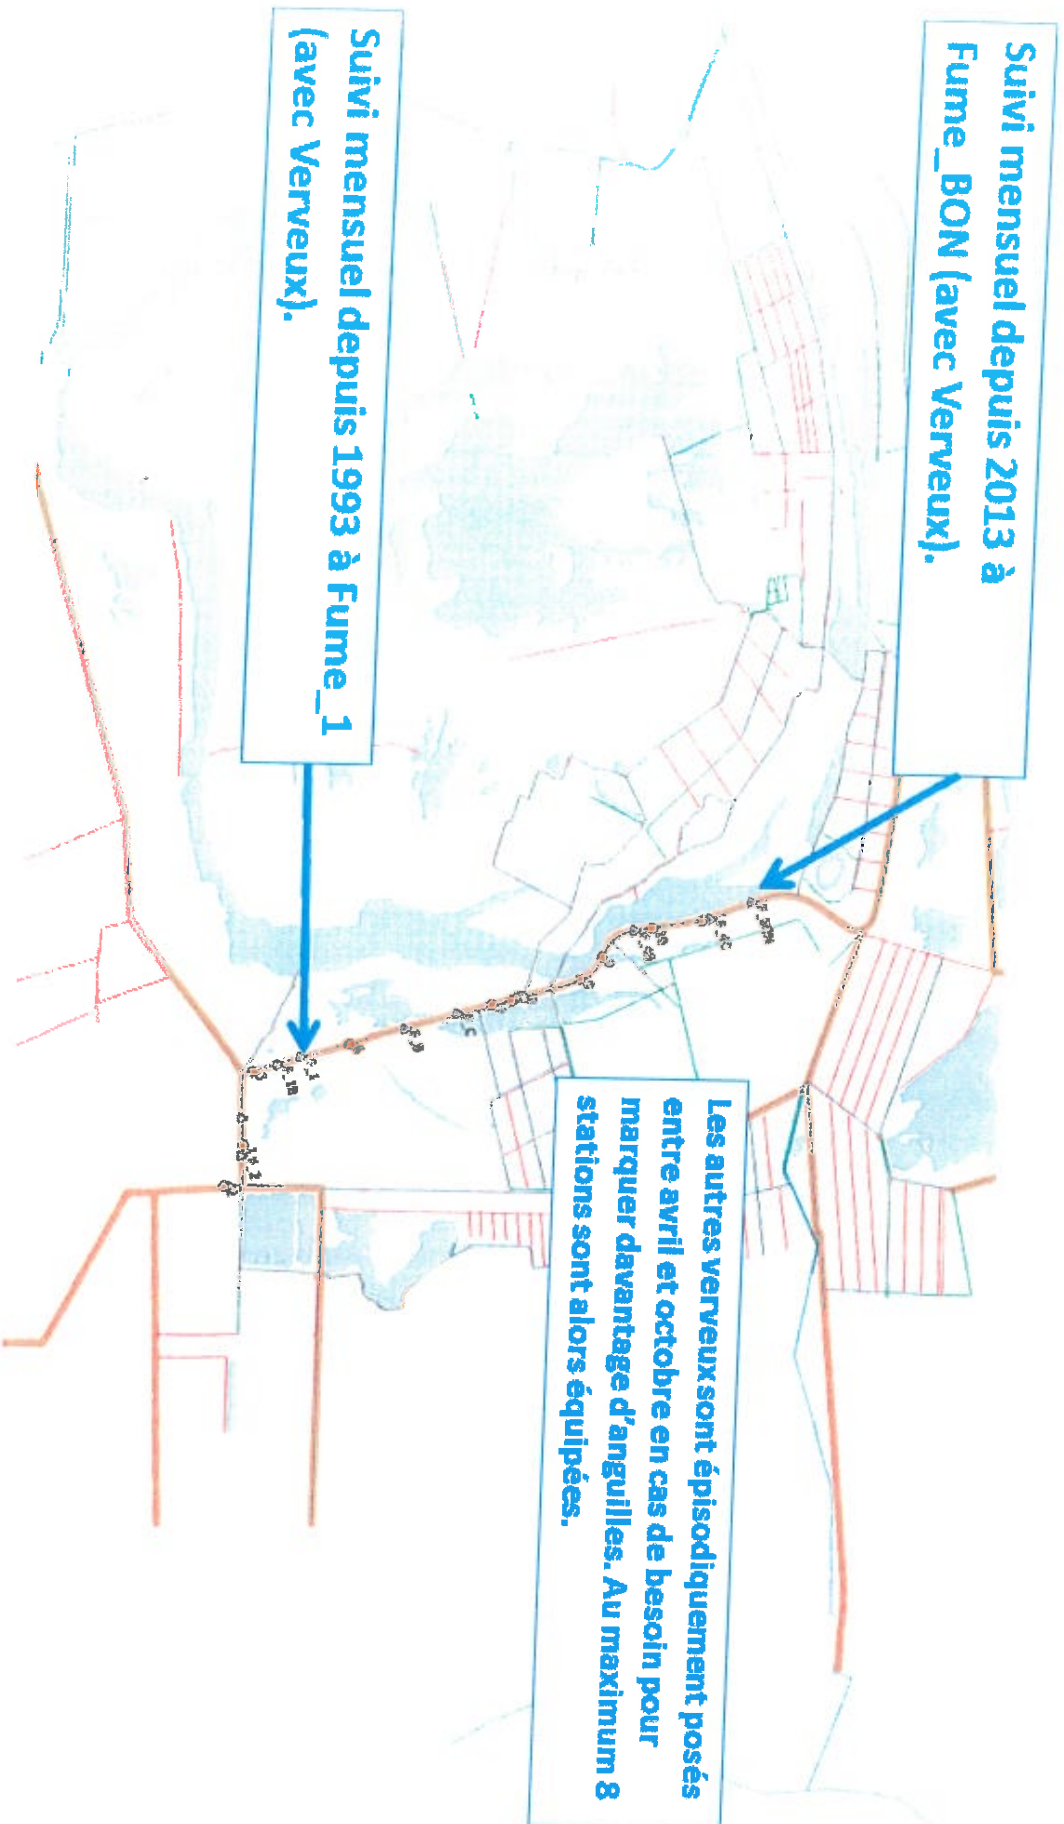 Suivi mensuel depuis 2013 à
Fume_BON (avec Verveux).
Suivi mensuel depuis 1993 à Fume_1
(avec Verveux).
Les autres verveux sont épisodiquement posés
entre avril et octobre en cas de besoin pour
marquer davantage d'anguilles. Au maximum 8
stations sont alors équipées.